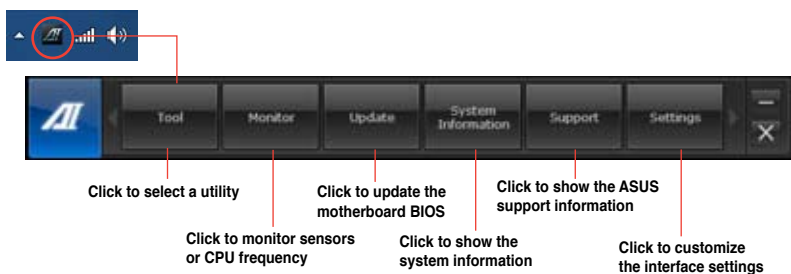 Tool
Monitor
Update
System
Information
Support
Settings
Click to select a utility
Click to update the
motherboard BIOS
Click to show the ASUS
support information
Click to monitor sensors
or CPU frequency
Click to show the
system information
Click to customize
the interface settings